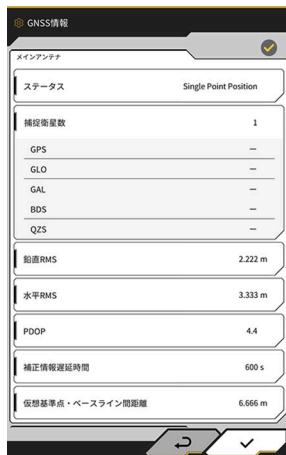 GNSS情報
メインアンテナ
ステータス Single Point Position
捕捉衛星数 1
GPS —
GLO —
GAL —
BDS —
QZS —
鉛直RMS 2.222 m
水平RMS 3.333 m
PDOP 4.4
補正情報遅延時間 600 s
仮想基準点・ベースライン間距離 6.666 m